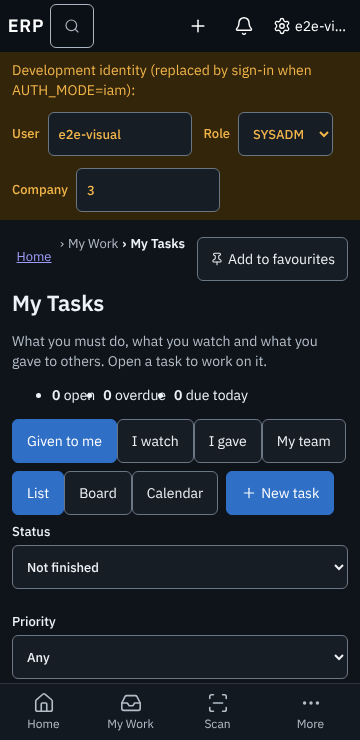 ERP
e2e-vi...
Development identity (replaced by sign-in when
AUTH_MODE=iam):
User e2e-visual Role SYSADM
Company 3
Home › My Work › My Tasks
Add to favourites
My Tasks
What you must do, what you watch and what you
gave to others. Open a task to work on it.
• 0 open • 0 overdue • 0 due today
Given to me I watch I gave My team
List Board Calendar + New task
Status
Not finished
Priority
Any
Home My Work Scan More